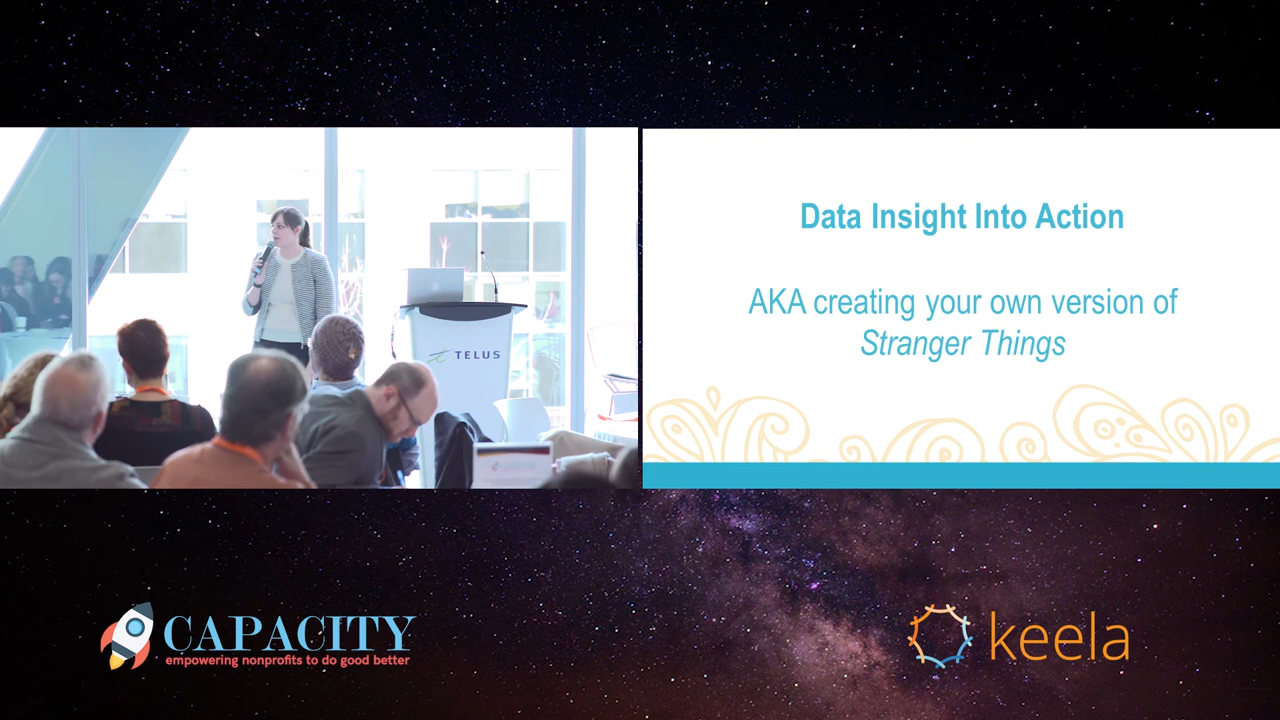 TELUS
Data Insight Into Action
AKA creating your own version of
Stranger Things
CAPACITY
empowering nonprofits to do good better
keela